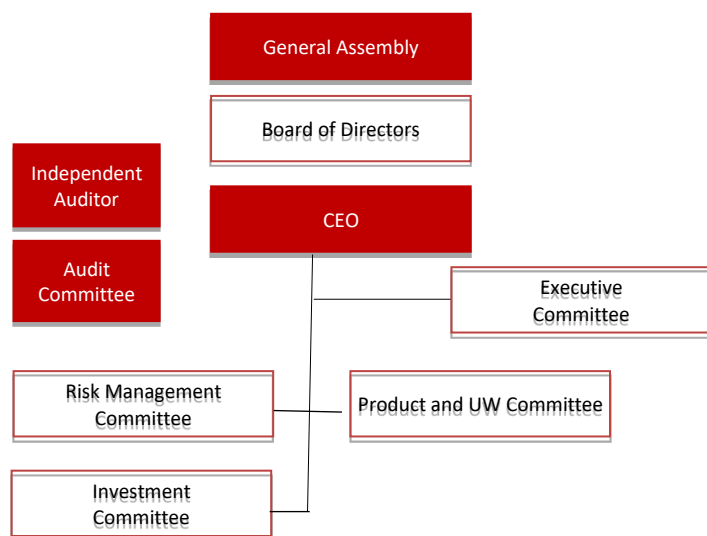 General Assembly
Board of Directors
Independent
Auditor
CEO
Audit
Committee
Executive
Committee
Risk Management
Committee
Product and UW Committee
Investment
Committee